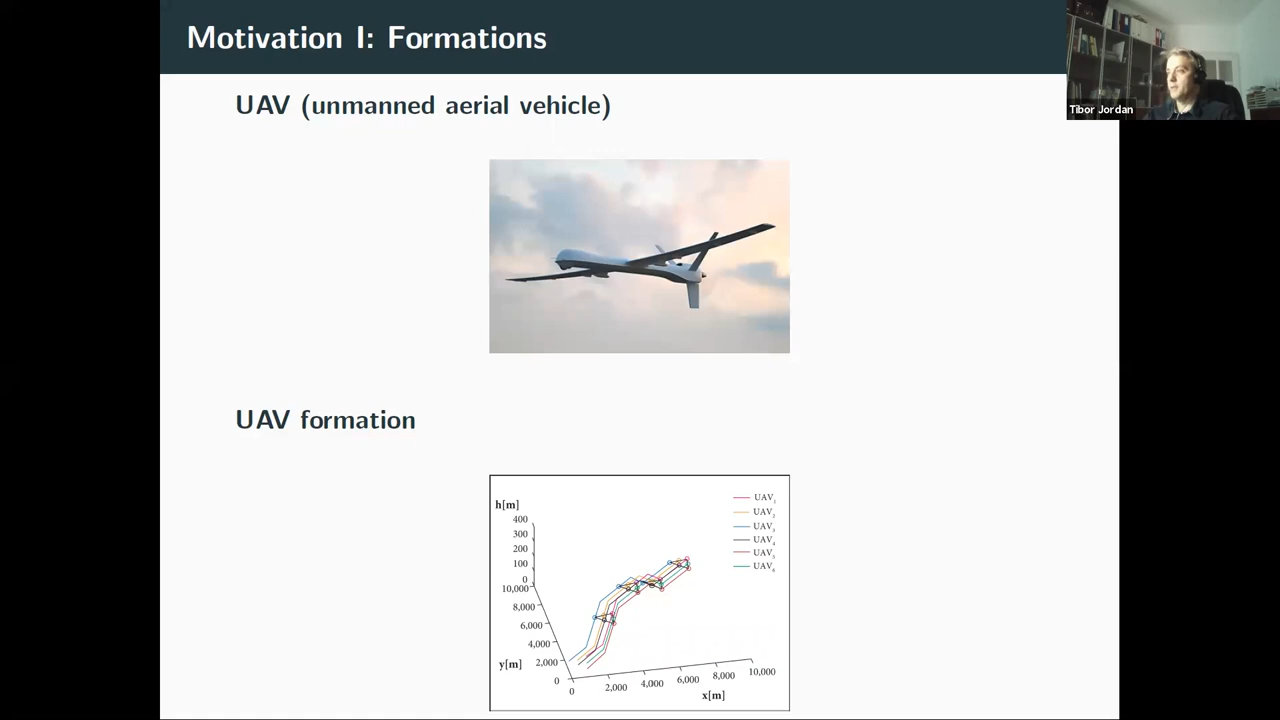 Motivation I: Formations
Tibor Jordan
UAV (unmanned aerial vehicle)
UAV formation
h[m]
400
300
200
100
0
10,000
8,000
6,000
4,000
2,000
0
y[m]
0
2,000
4,000
6,000
8,000
10,000
x[m]
UAV₁
UAV₂
UAV₃
UAV₄
UAV₅
UAV₆